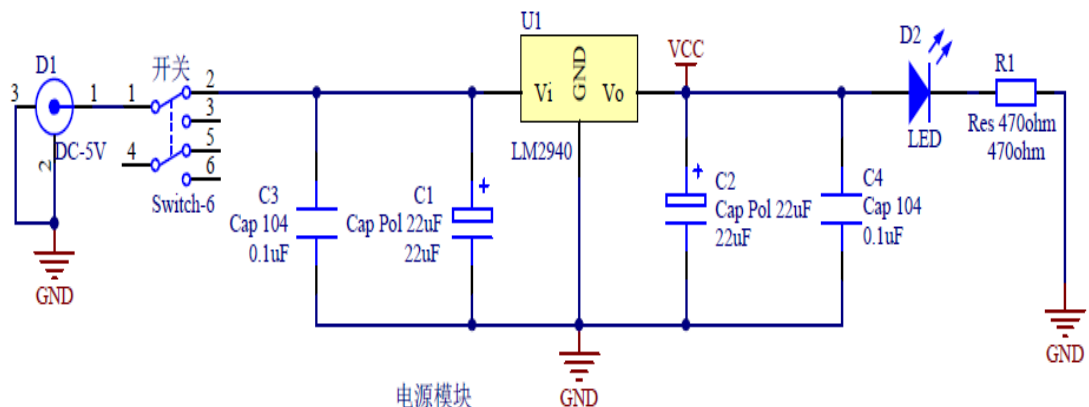 U1
D1
开关
VCC
D2
R1
3
1
1
2
3
4
5
6
2
DC-5V
Switch-6
Vi
GND
Vo
LM2940
LED
Res 470ohm
470ohm
C3
Cap 104
0.1uF
C1
Cap Pol 22uF
22uF
+
C2
Cap Pol 22uF
22uF
+
C4
Cap 104
0.1uF
GND
GND
GND
电源模块